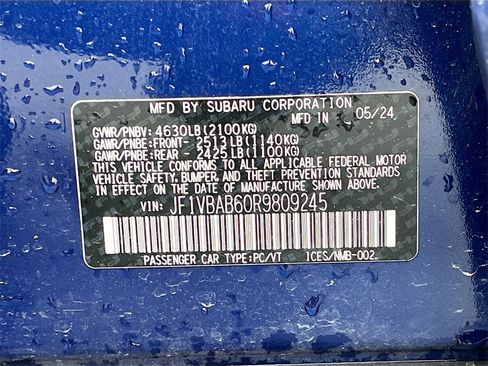 MFD BY SUBARU CORPORATION
MFD IN 05/24
GVWR/PNBV: 4630LB(2100KG)
GAWR/PNBE:FRONT- 2513LB(1140KG)
GAWR/PNBE:REAR - 2425LB(1100KG)
THIS VEHICLE CONFORMS TO ALL APPLICABLE FEDERAL MOTOR
VEHICLE SAFETY, BUMPER, AND THEFT PREVENTION
STANDARDS IN EFFECT ON THE DATE OF MANUFACTURE
SHOWN ABOVE.
VIN: JF1VBAB60R9809245
PASSENGER CAR TYPE:PC/VT ICES/NMB-002.